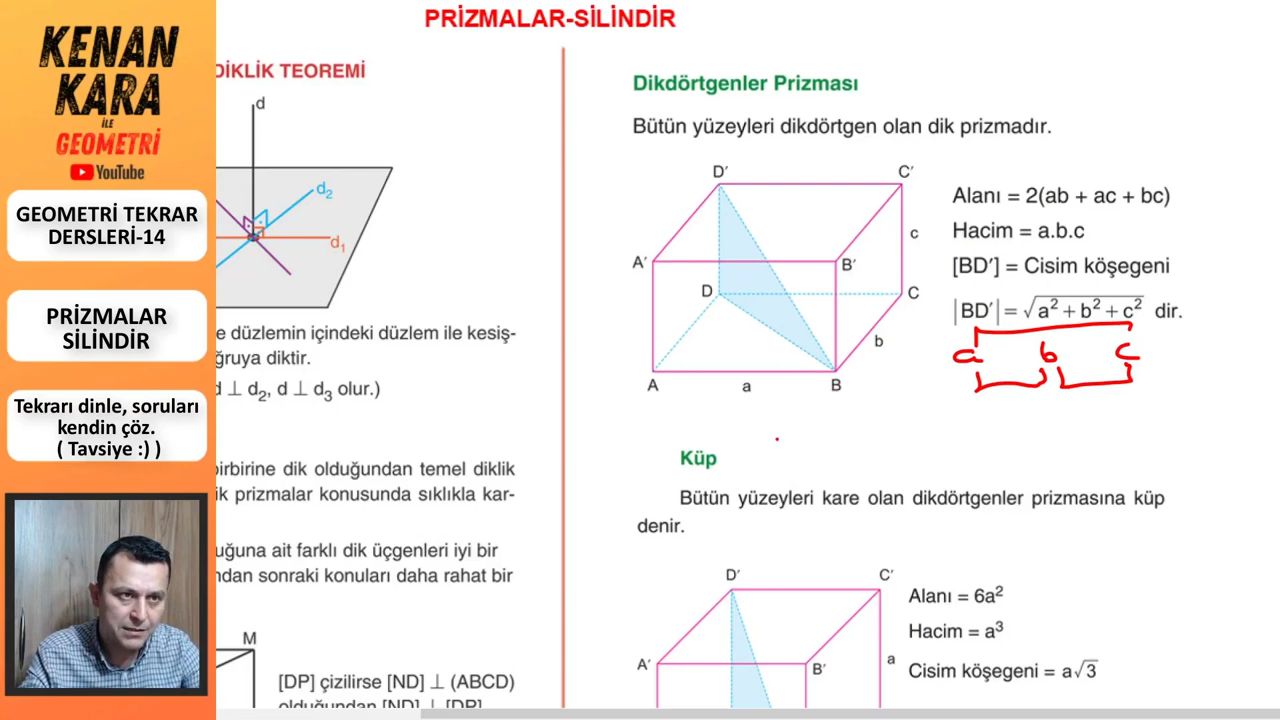 PRİZMALAR-SİLİNDİR
KENAN
KARA
İLE
GEOMETRİ
YouTube
GEOMETRİ TEKRAR
DERSLERİ-14
PRİZMALAR
SİLİNDİR
Tekrarı dinle, soruları
kendin çöz.
( Tavsiye :) )
DİKLİK TEOREMİ
d
d2
d1
e düzlemin içindeki düzlem ile kesiş-
ğruya diktir.
d ⊥ d2, d ⊥ d3 olur.)
birbirine dik olduğundan temel diklik
ik prizmalar konusunda sıklıkla kar-
uğuna ait farklı dik üçgenleri iyi bir
ndan sonraki konuları daha rahat bir
M
[DP] çizilirse [ND] ⊥ (ABCD)
olduğundan [ND] ⊥ [DP]
Dikdörtgenler Prizması
Bütün yüzeyleri dikdörtgen olan dik prizmadır.
D′ C′
A′ B′ c
D C
b
A a B
Alanı = 2(ab + ac + bc)
Hacim = a.b.c
[BD′] = Cisim köşegeni
|BD′| = √a² + b² + c² dir.
a b c
Küp
Bütün yüzeyleri kare olan dikdörtgenler prizmasına küp
denir.
D′ C′
A′ B′ a
Alanı = 6a²
Hacim = a³
Cisim köşegeni = a√3